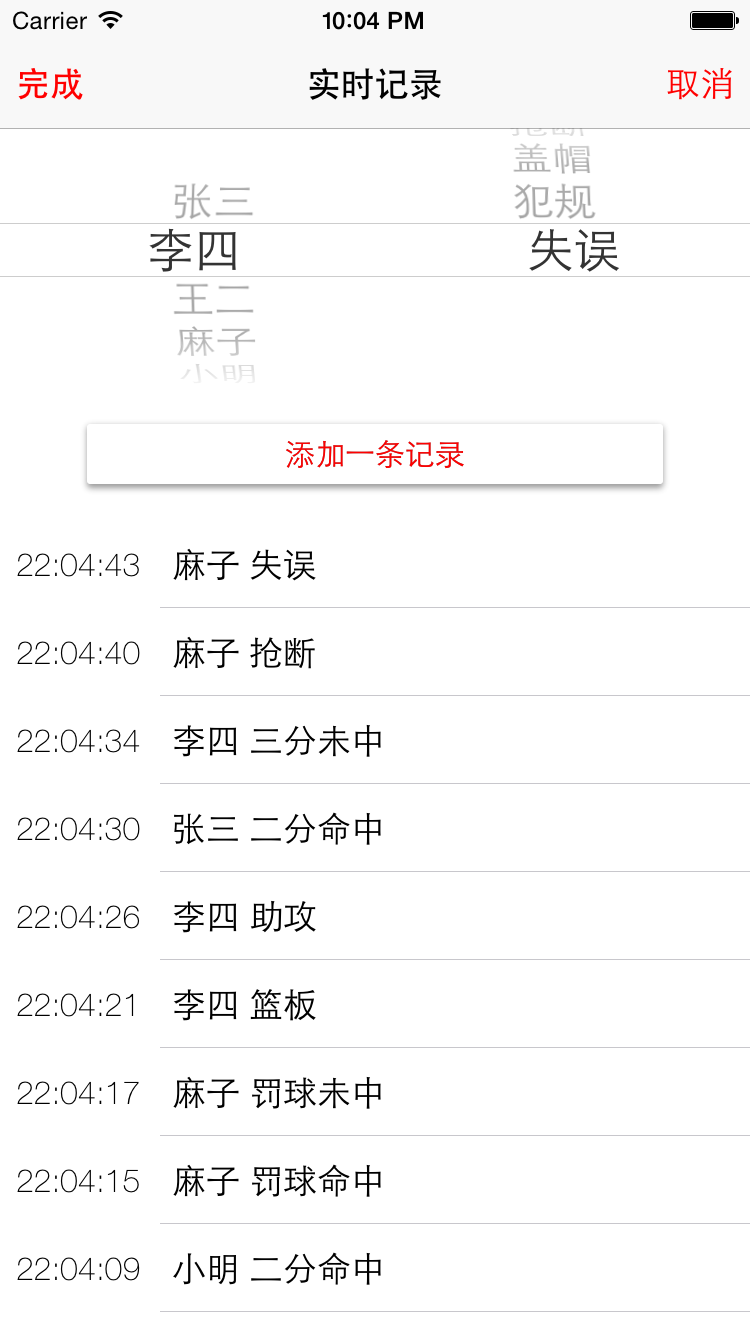 Carrier 10:04 PM
完成 实时记录 取消
抢断
盖帽
张三 犯规
李四 失误
王二
麻子
小明
添加一条记录
22:04:43 麻子 失误
22:04:40 麻子 抢断
22:04:34 李四 三分未中
22:04:30 张三 二分命中
22:04:26 李四 助攻
22:04:21 李四 篮板
22:04:17 麻子 罚球未中
22:04:15 麻子 罚球命中
22:04:09 小明 二分命中